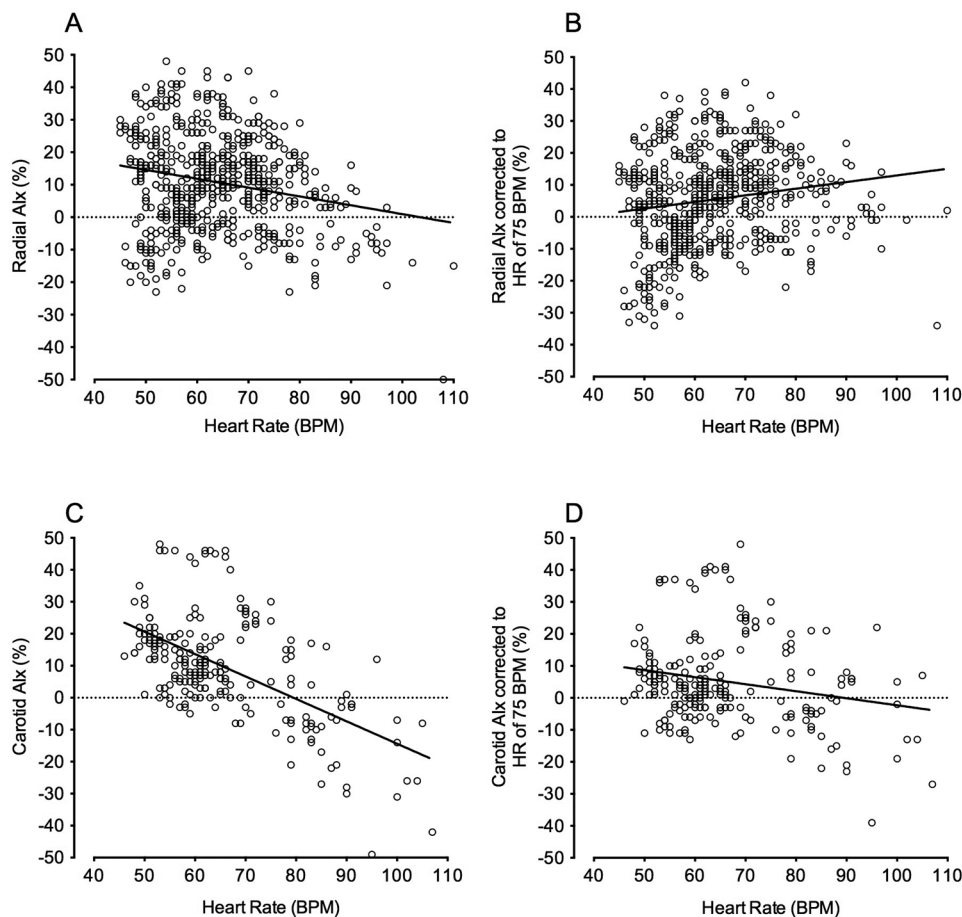 A
50
40
30
20
10
0
-10
-20
-30
-40
-50
Radial AIx (%)
40 50 60 70 80 90 100 110
Heart Rate (BPM)
B
50
40
30
20
10
0
-10
-20
-30
-40
-50
Radial AIx corrected to
HR of 75 BPM (%)
40 50 60 70 80 90 100 110
Heart Rate (BPM)
C
50
40
30
20
10
0
-10
-20
-30
-40
-50
Carotid AIx (%)
40 50 60 70 80 90 100 110
Heart Rate (BPM)
D
50
40
30
20
10
0
-10
-20
-30
-40
-50
Carotid AIx corrected to
HR of 75 BPM (%)
40 50 60 70 80 90 100 110
Heart Rate (BPM)